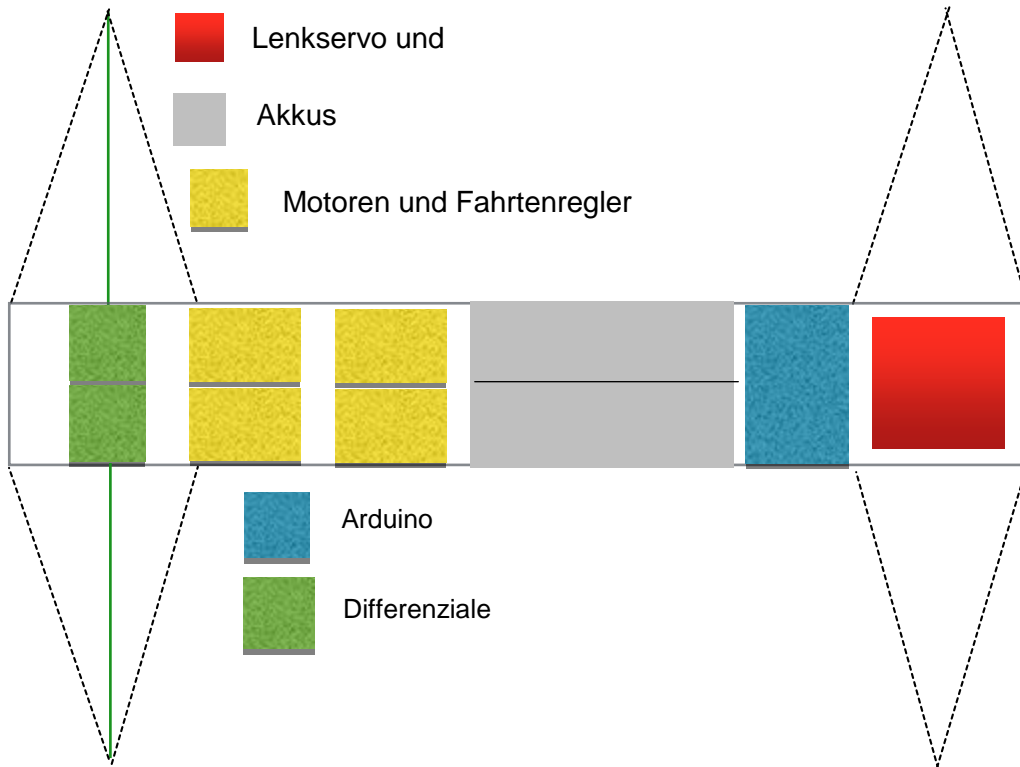 Lenkservo und
Akkus
Motoren und Fahrtenregler
Arduino
Differenziale